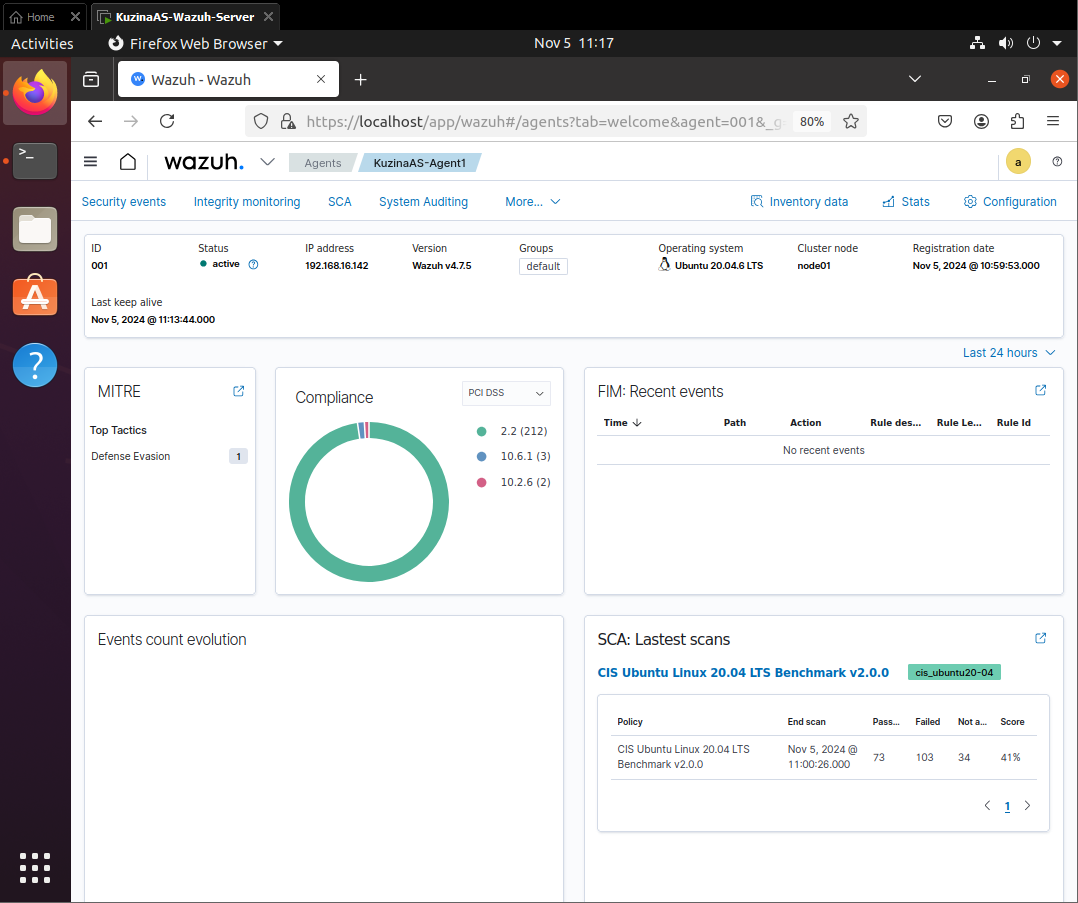 Home
KuzinaAS-Wazuh-Server
Activities
Firefox Web Browser
Nov 5 11:17
Wazuh - Wazuh
https://localhost/app/wazuh#/agents?tab=welcome&agent=001&_g
80%
wazuh.
Agents
KuzinaAS-Agent1
a
Security events
Integrity monitoring
SCA
System Auditing
More...
Inventory data
Stats
Configuration
ID
001
Status
active
IP address
192.168.16.142
Version
Wazuh v4.7.5
Groups
default
Operating system
Ubuntu 20.04.6 LTS
Cluster node
node01
Registration date
Nov 5, 2024 @ 10:59:53.000
Last keep alive
Nov 5, 2024 @ 11:13:44.000
Last 24 hours
MITRE
Top Tactics
Defense Evasion 1
Compliance
PCI DSS
2.2 (212)
10.6.1 (3)
10.2.6 (2)
FIM: Recent events
Time Path Action Rule des... Rule Le... Rule Id
No recent events
Events count evolution
SCA: Lastest scans
CIS Ubuntu Linux 20.04 LTS Benchmark v2.0.0 cis_ubuntu20-04
Policy End scan Pass... Failed Not a... Score
CIS Ubuntu Linux 20.04 LTS Nov 5, 2024 @
Benchmark v2.0.0 11:00:26.000 73 103 34 41%
1